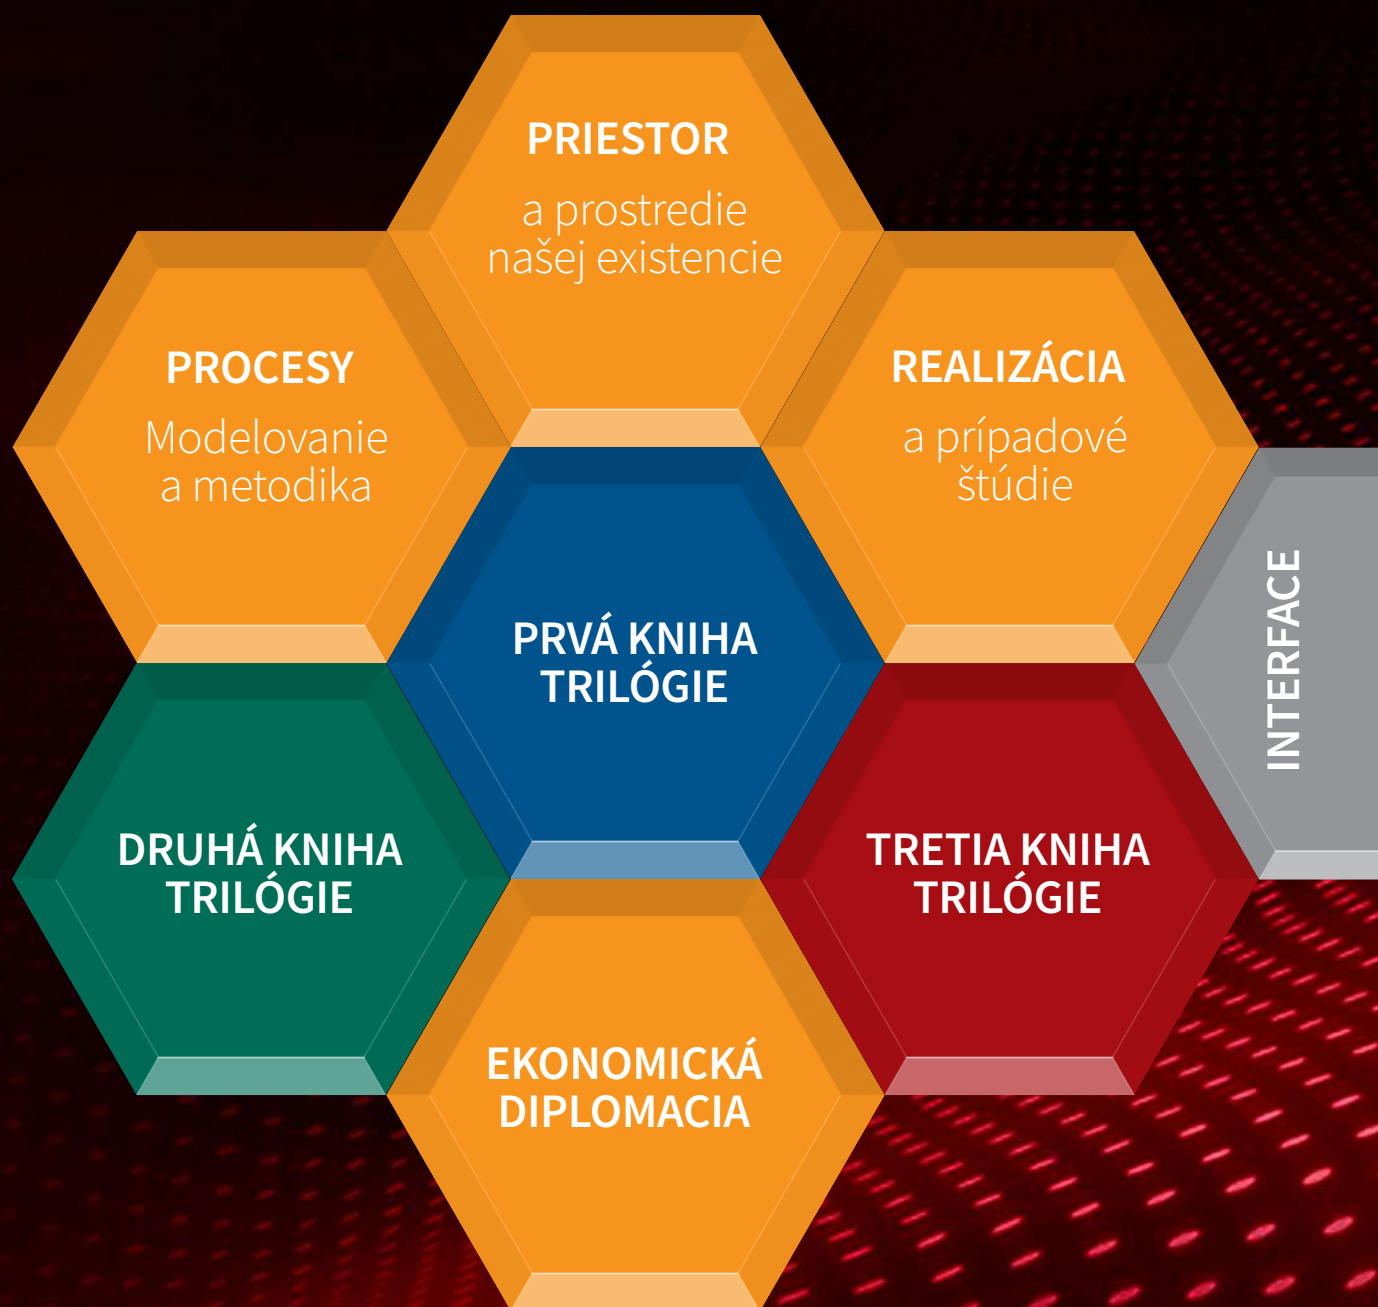 PRIESTOR
a prostredie
našej existencie
PROCESY
Modelovanie
a metodika
REALIZÁCIA
a prípadové
štúdie
INTERFACE
PRVÁ KNIHA
TRILÓGIE
DRUHÁ KNIHA
TRILÓGIE
TRETIA KNIHA
TRILÓGIE
EKONOMICKÁ
DIPLOMACIA